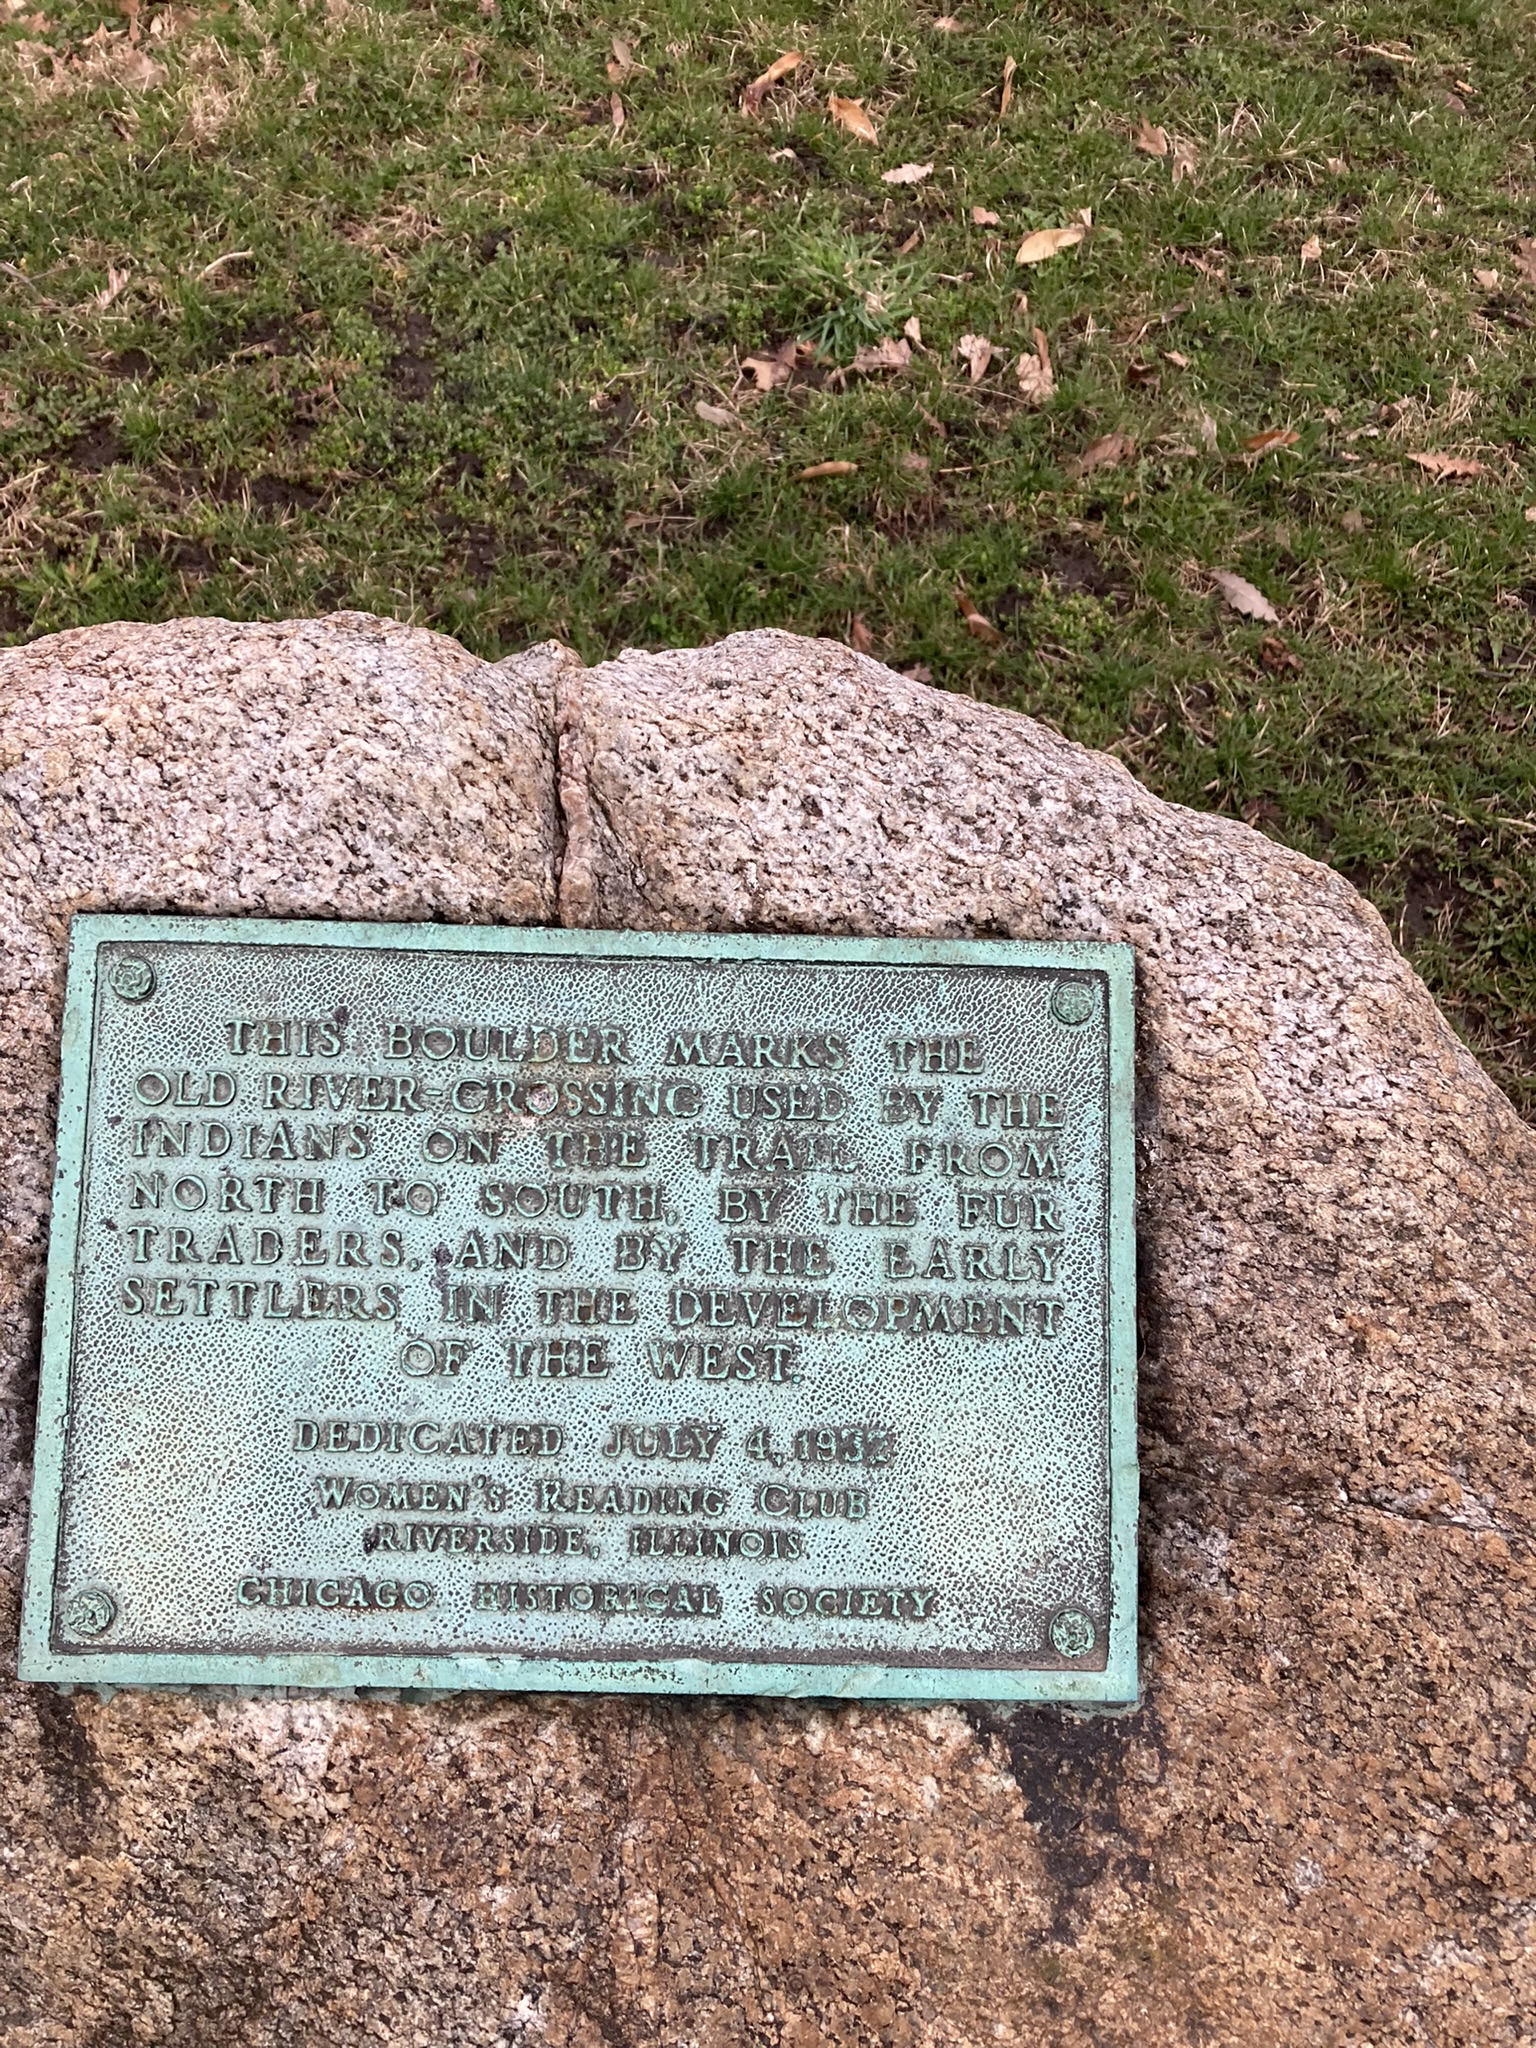 THIS BOULDER MARKS THE
OLD RIVER-CROSSING USED BY THE
INDIANS ON THE TRAIL FROM
NORTH TO SOUTH, BY THE FUR
TRADERS, AND BY THE EARLY
SETTLERS IN THE DEVELOPMENT
OF THE WEST.
DEDICATED JULY 4, 1932
WOMEN'S READING CLUB
RIVERSIDE, ILLINOIS
CHICAGO HISTORICAL SOCIETY